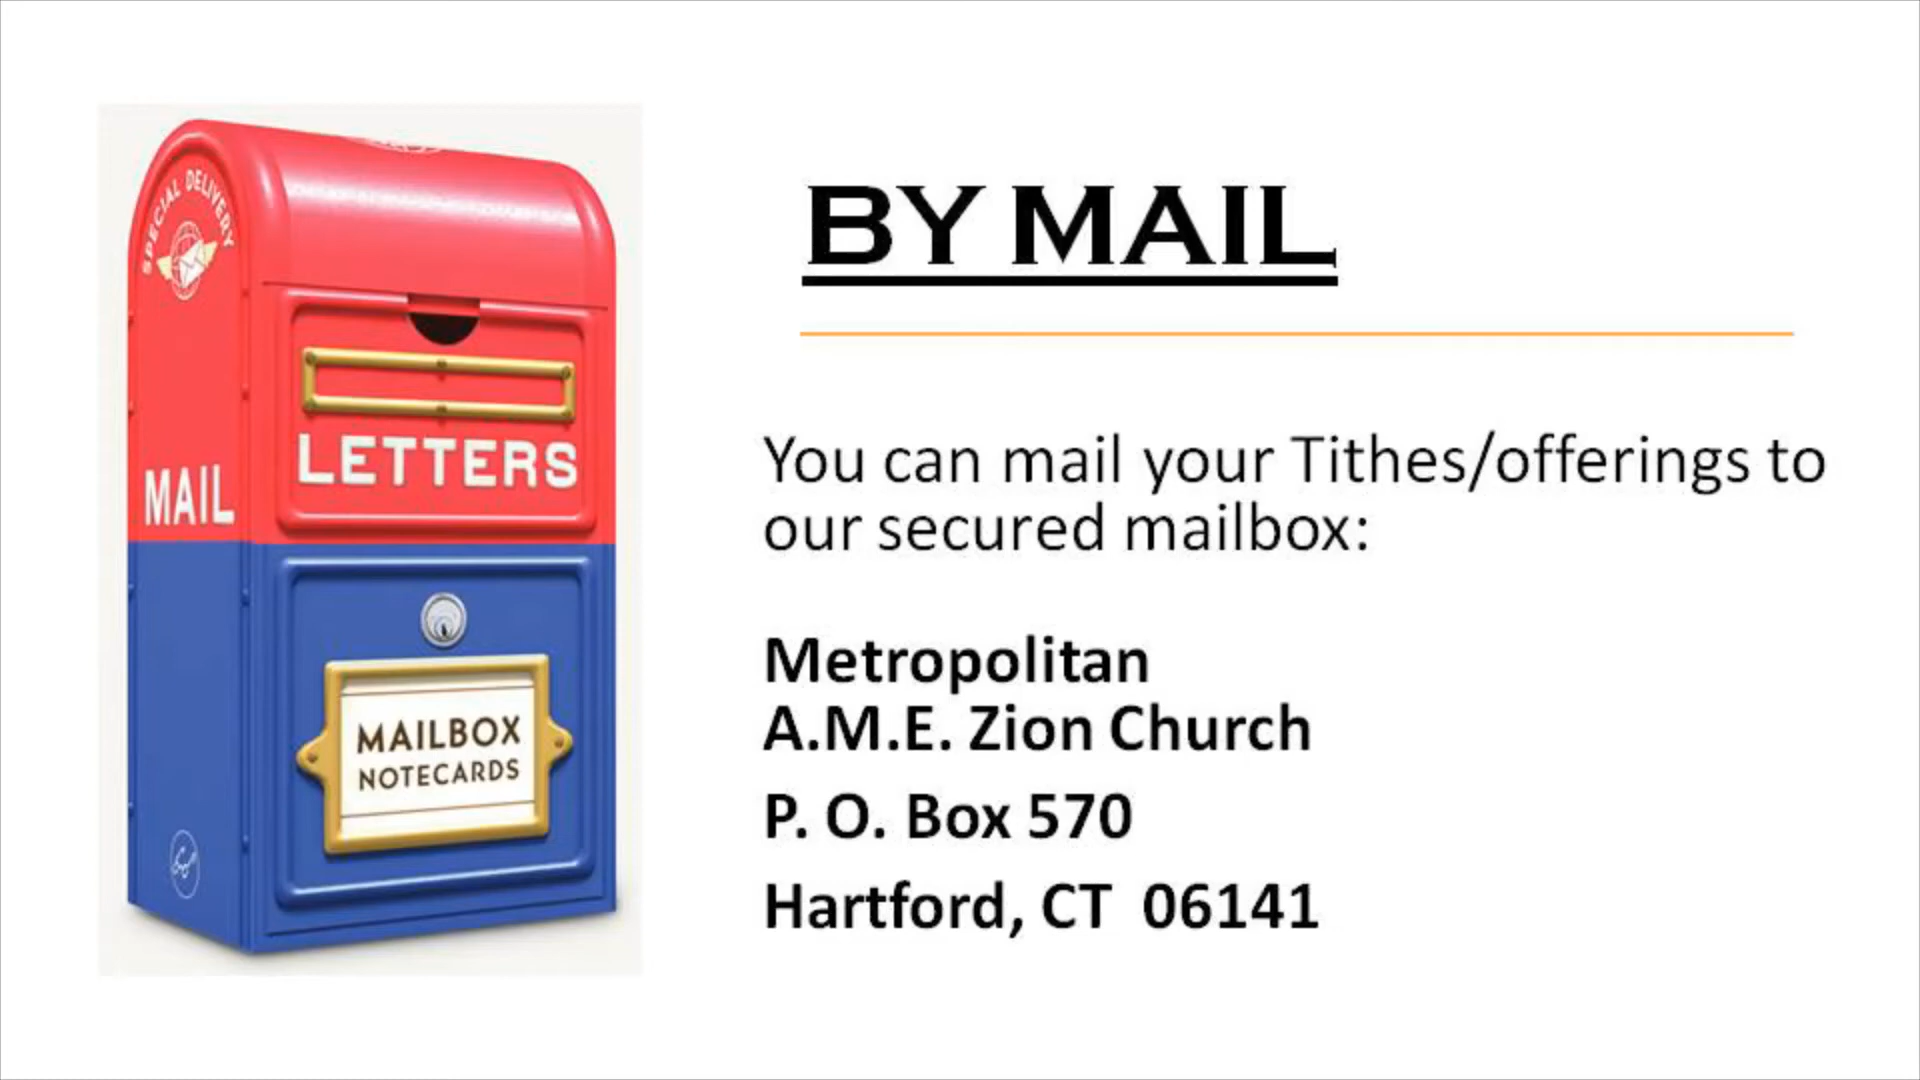 SPECIAL DELIVERY
MAIL
LETTERS
MAILBOX
NOTECARDS
BY MAIL
You can mail your Tithes/offerings to
our secured mailbox:
Metropolitan
A.M.E. Zion Church
P. O. Box 570
Hartford, CT  06141